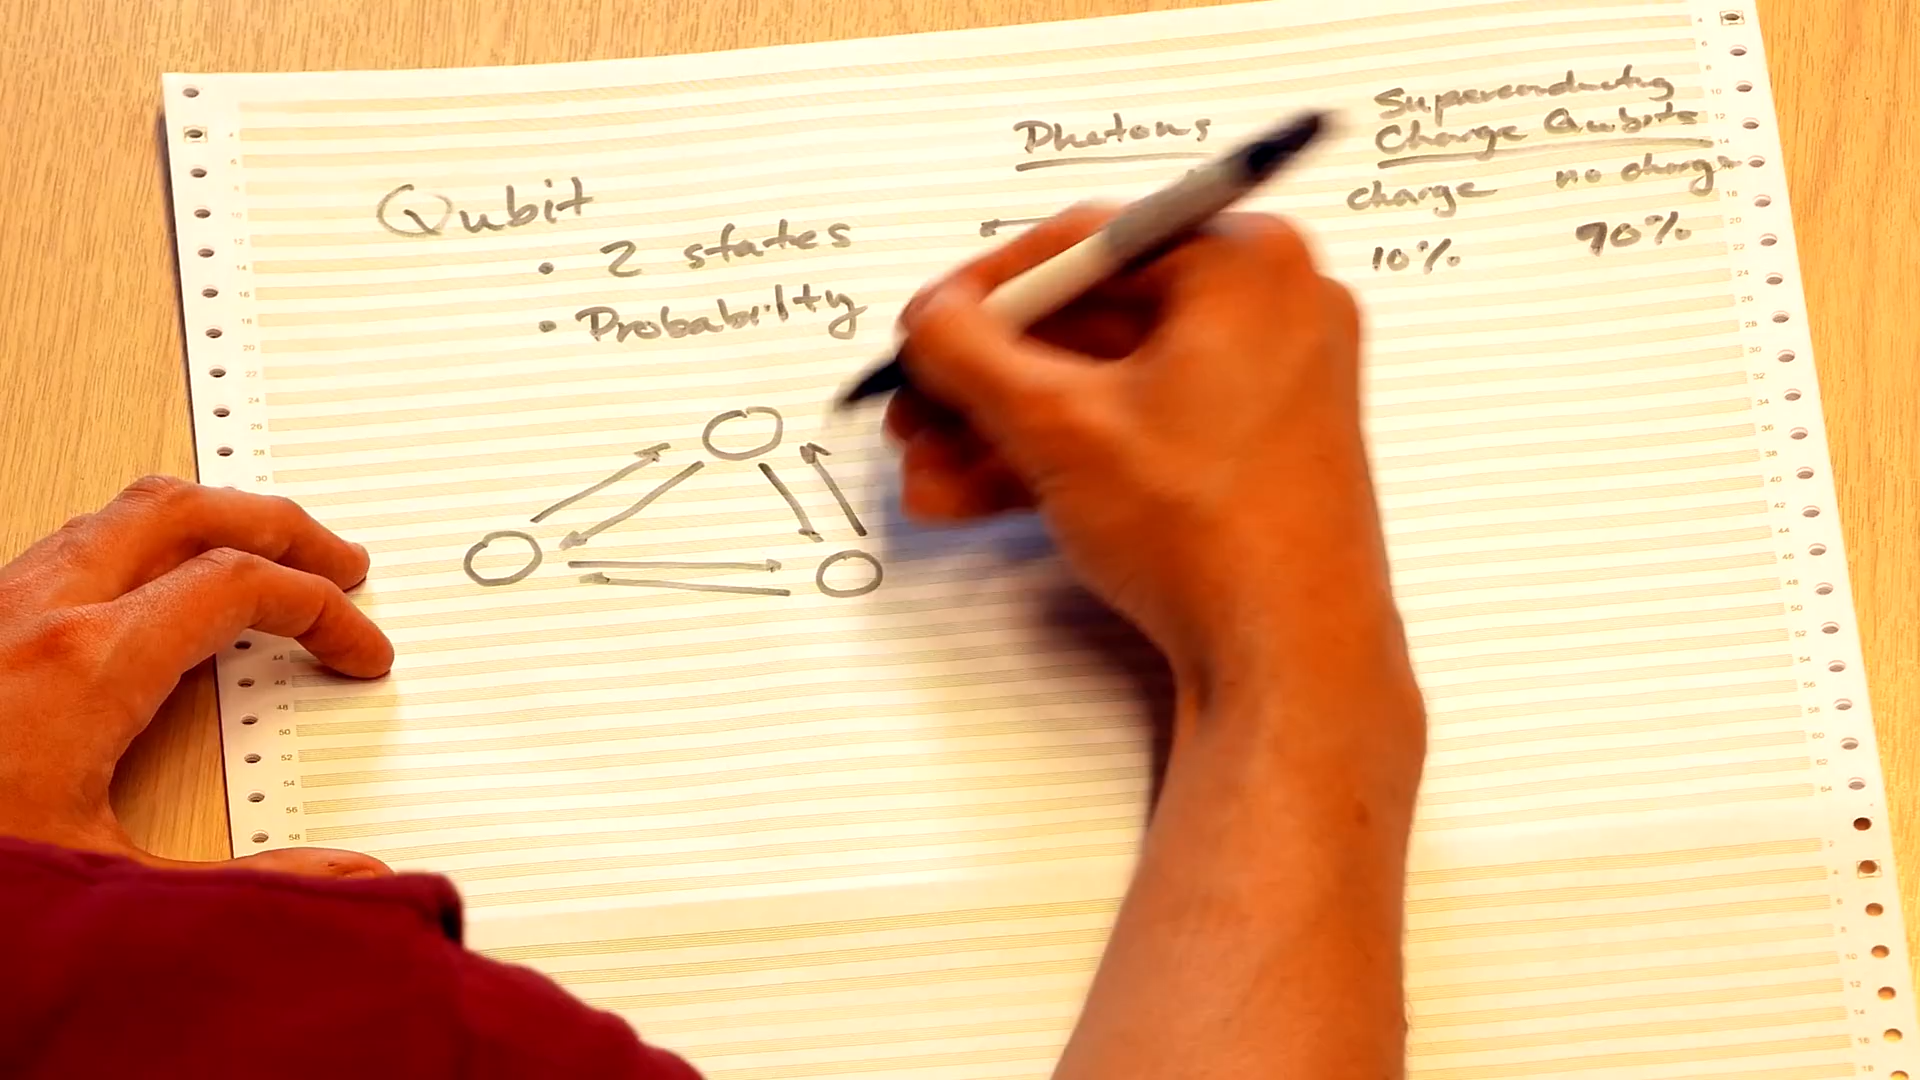 Qubit
• 2 states
• Probability
Photons
Superconducting
Charge Qubits
charge no charge
10% 90%